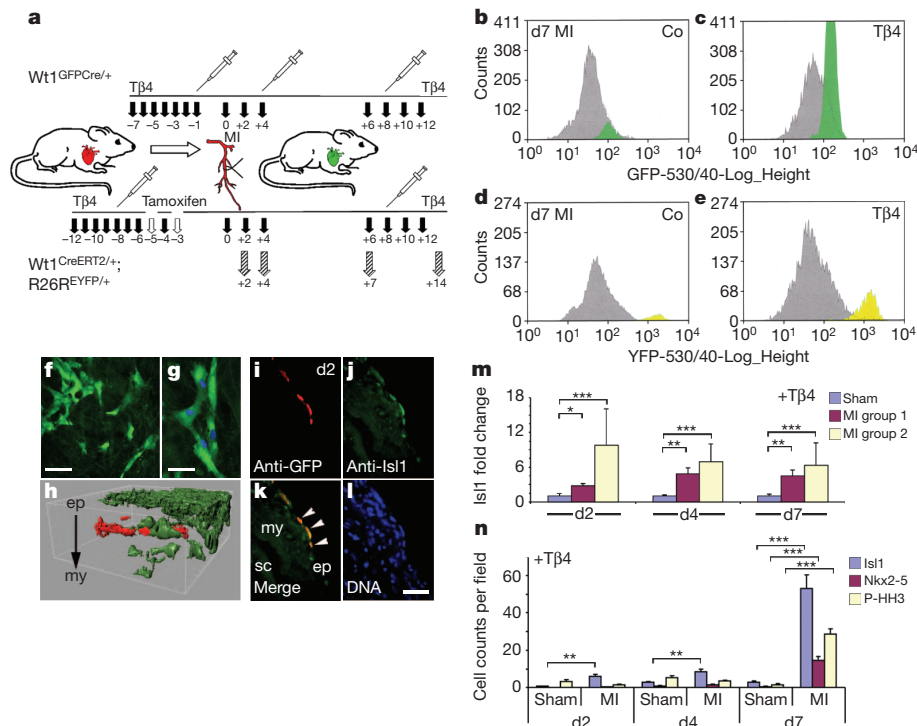 a
Wt1GFPCre/+
Tβ4
Tβ4
–7 –5 –3 –1 0 +2 +4 +6 +8 +10 +12
MI
Tβ4
Tamoxifen
Tβ4
–12 –10 –8 –6 –5 –4 –3 0 +2 +4 +6 +8 +10 +12
Wt1CreERT2/+;
R26REYFP/+
+2 +4 +7 +14
b
d7 MI Co
Counts
411
308
205
102
0
10⁰ 10¹ 10² 10³ 10⁴
c
Tβ4
411
308
205
102
0
10⁰ 10¹ 10² 10³ 10⁴
GFP-530/40-Log_Height
d
d7 MI Co
Counts
274
203
137
68
0
10⁰ 10¹ 10² 10³ 10⁴
e
Tβ4
274
203
137
68
0
10⁰ 10¹ 10² 10³ 10⁴
YFP-530/40-Log_Height
f
g
h
ep
my
i
d2
Anti-GFP
j
Anti-Isl1
k
my
sc
ep
Merge
l
DNA
m
+Tβ4
Sham
MI group 1
MI group 2
Isl1 fold change
18
12
6
0
***
*
***
**
***
**
d2 d4 d7
n
+Tβ4
Isl1
Nkx2-5
P-HH3
Cell counts per field
60
40
20
0
**
**
***
***
***
Sham MI Sham MI Sham MI
d2 d4 d7